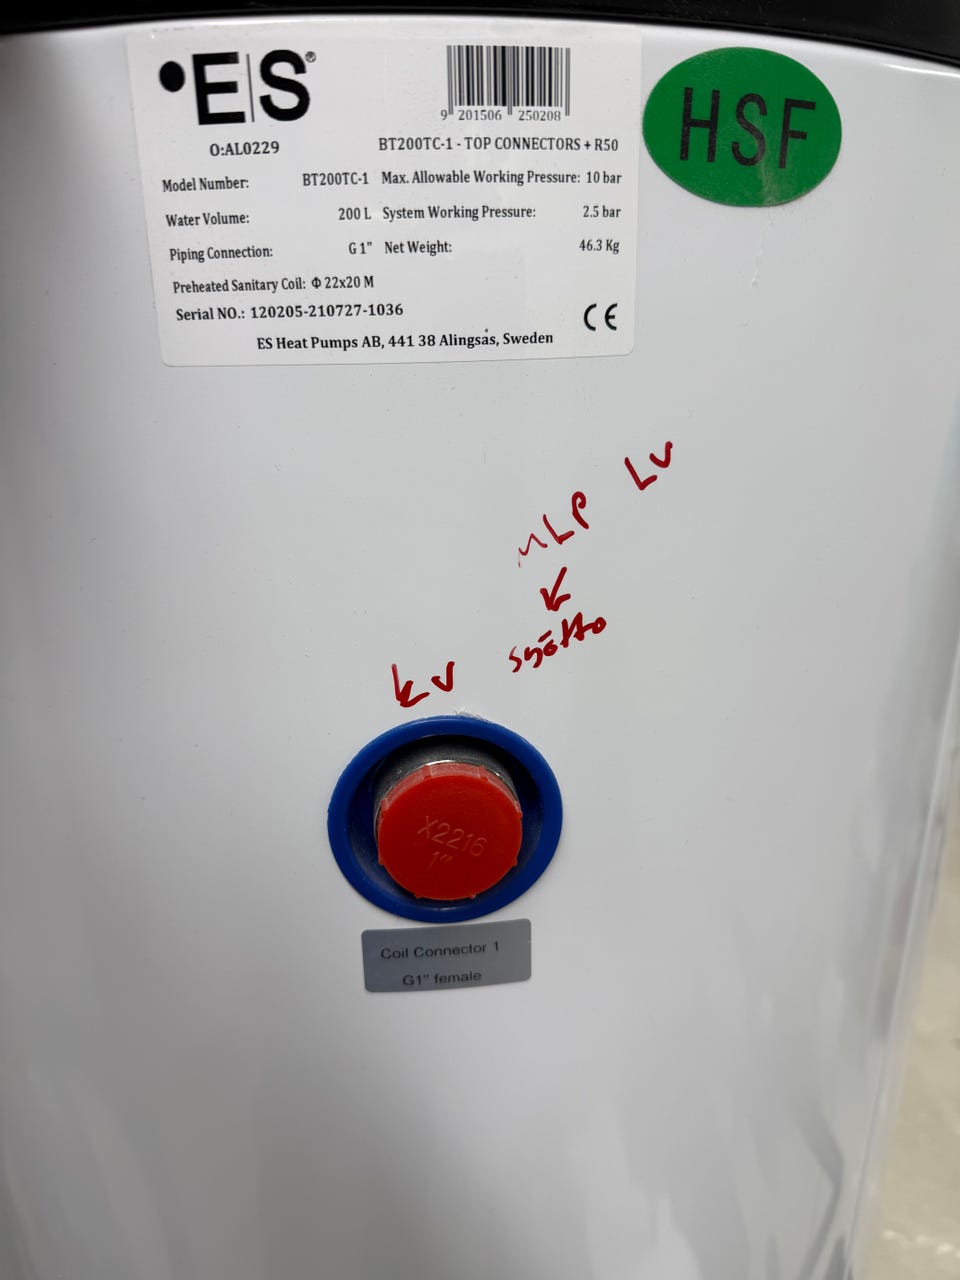 •E|S®
9 201506 250208
HSF
O:AL0229
BT200TC-1 - TOP CONNECTORS + R50
Model Number: BT200TC-1 Max. Allowable Working Pressure: 10 bar
Water Volume: 200 L System Working Pressure: 2.5 bar
Piping Connection: G 1" Net Weight: 46.3 Kg
Preheated Sanitary Coil: Φ 22x20 M
Serial NO.: 120205-210727-1036
CE
ES Heat Pumps AB, 441 38 Alingsås, Sweden
LV
MLP
syöttö
KV
X2216
1"
Coil Connector 1
G1" female